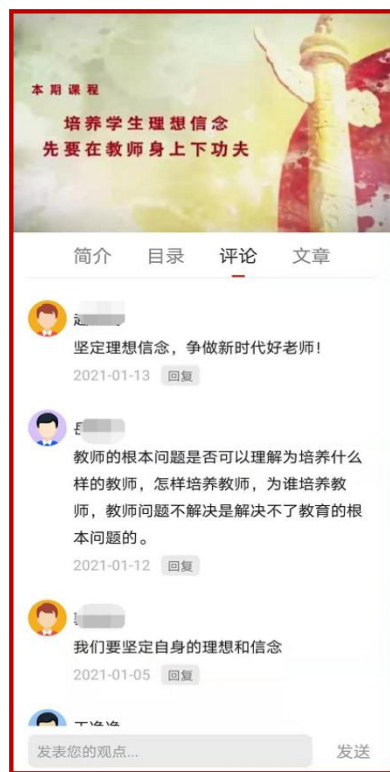 本期课程
培养学生理想信念
先要在教师身上下功夫
简介 目录 评论 文章
坚定理想信念，争做新时代好老师！
2021-01-13 回复
教师的根本问题是否可以理解为培养什么
样的教师，怎样培养教师，为谁培养教
师，教师问题不解决是解决不了教育的根
本问题的。
2021-01-12 回复
我们要坚定自身的理想和信念
2021-01-05 回复
发表您的观点... 发送